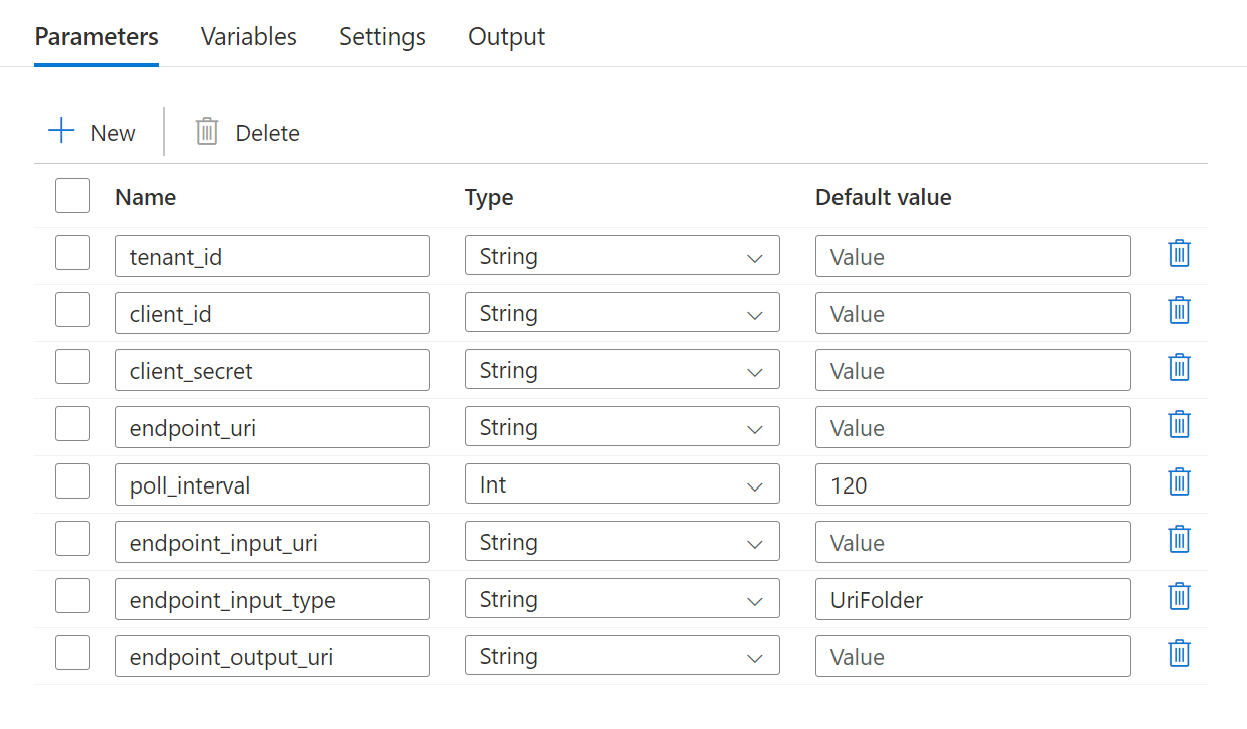 Parameters Variables Settings Output
New Delete
Name Type Default value
tenant_id String Value
client_id String Value
client_secret String Value
endpoint_uri String Value
poll_interval Int 120
endpoint_input_uri String Value
endpoint_input_type String UriFolder
endpoint_output_uri String Value